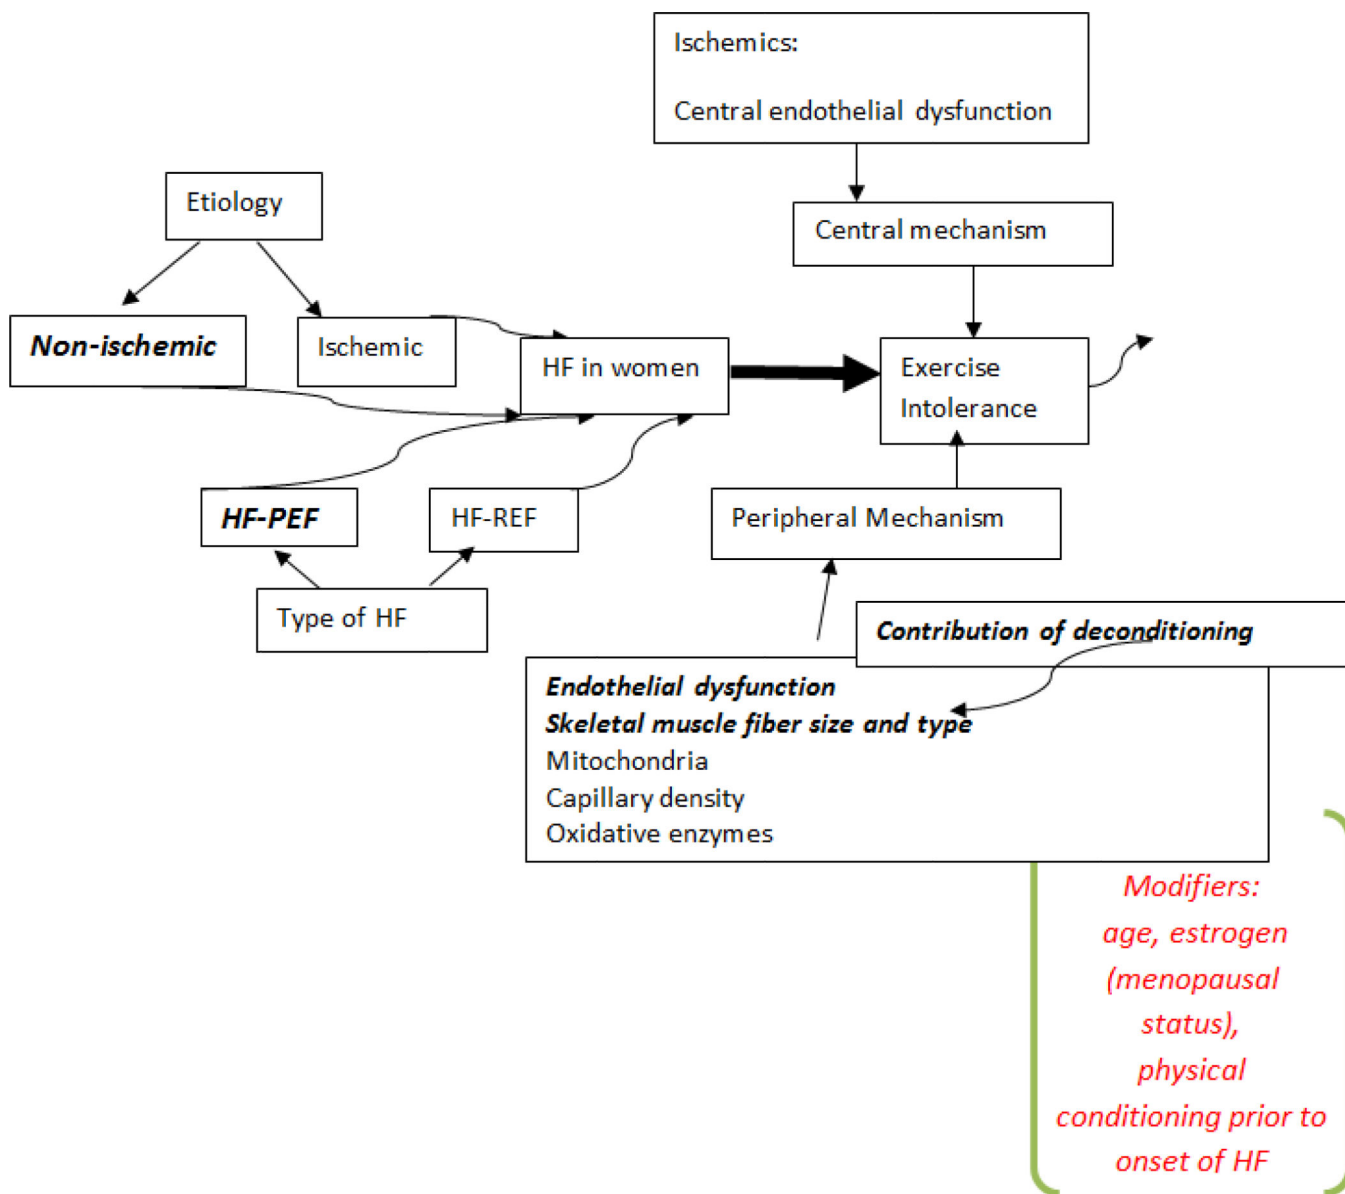 Ischemics:
Central endothelial dysfunction
Etiology
Central mechanism
Non-ischemic
Ischemic
HF in women
Exercise
Intolerance
HF-PEF
HF-REF
Peripheral Mechanism
Type of HF
Contribution of deconditioning
Endothelial dysfunction
Skeletal muscle fiber size and type
Mitochondria
Capillary density
Oxidative enzymes
Modifiers:
age, estrogen
(menopausal
status),
physical
conditioning prior to
onset of HF